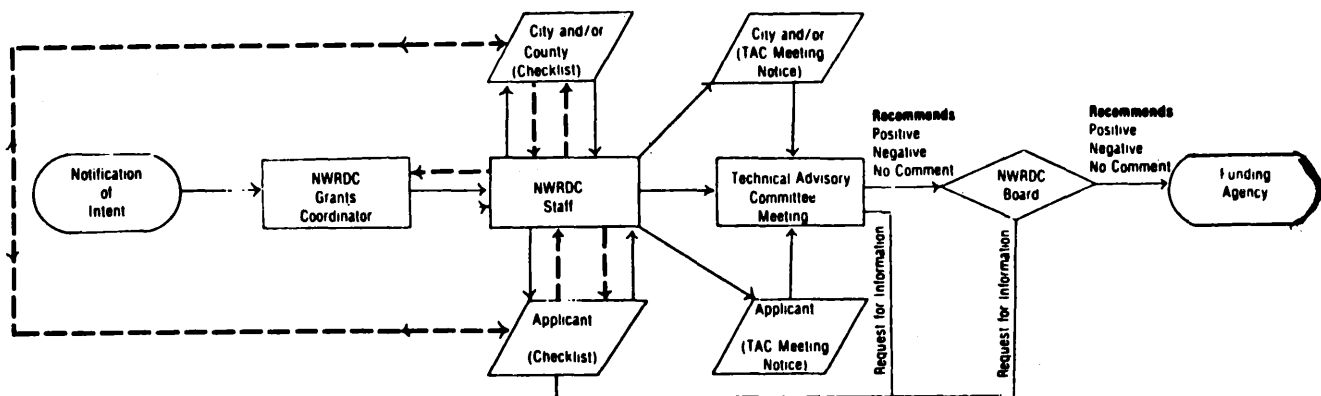 City and/or
County
(Checklist)
City and/or
(TAC Meeting
Notice)
Notification
of
Intent
NWRDC
Grants
Coordinator
NWRDC
Staff
Technical Advisory
Committee
Meeting
Recommends
Positive
Negative
No Comment
NWRDC
Board
Recommends
Positive
Negative
No Comment
Funding
Agency
Applicant
(Checklist)
Applicant
(TAC Meeting
Notice)
Request for Information
Request for Information